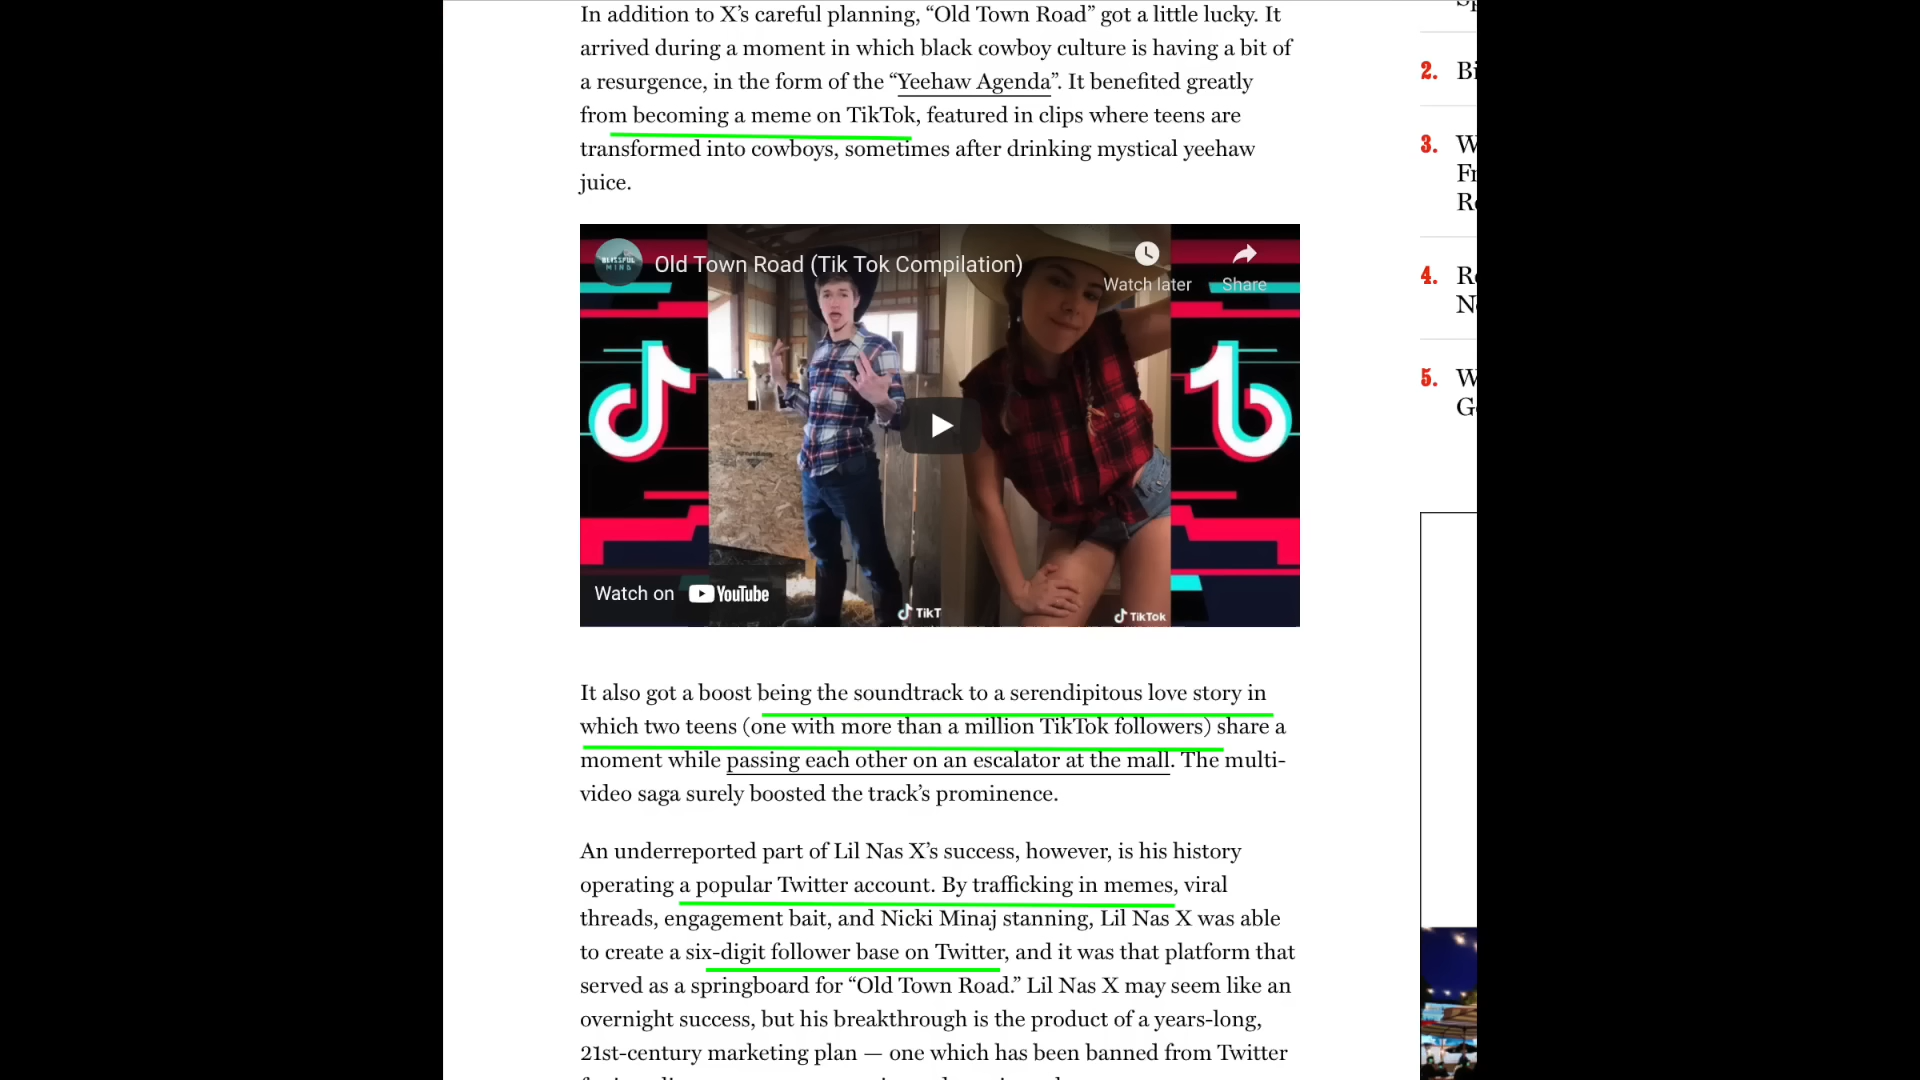 In addition to X’s careful planning, “Old Town Road” got a little lucky. It
arrived during a moment in which black cowboy culture is having a bit of
a resurgence, in the form of the “Yeehaw Agenda”. It benefited greatly
from becoming a meme on TikTok, featured in clips where teens are
transformed into cowboys, sometimes after drinking mystical yeehaw
juice.
BLISSFUL
MIND
Old Town Road (Tik Tok Compilation)
Watch later
Share
Watch on YouTube
TikT
TikTok
It also got a boost being the soundtrack to a serendipitous love story in
which two teens (one with more than a million TikTok followers) share a
moment while passing each other on an escalator at the mall. The multi-
video saga surely boosted the track’s prominence.
An underreported part of Lil Nas X’s success, however, is his history
operating a popular Twitter account. By trafficking in memes, viral
threads, engagement bait, and Nicki Minaj stanning, Lil Nas X was able
to create a six-digit follower base on Twitter, and it was that platform that
served as a springboard for “Old Town Road.” Lil Nas X may seem like an
overnight success, but his breakthrough is the product of a years-long,
21st-century marketing plan — one which has been banned from Twitter
2. Bi
3. W
Fr
Re
4. Re
N
5. W
G